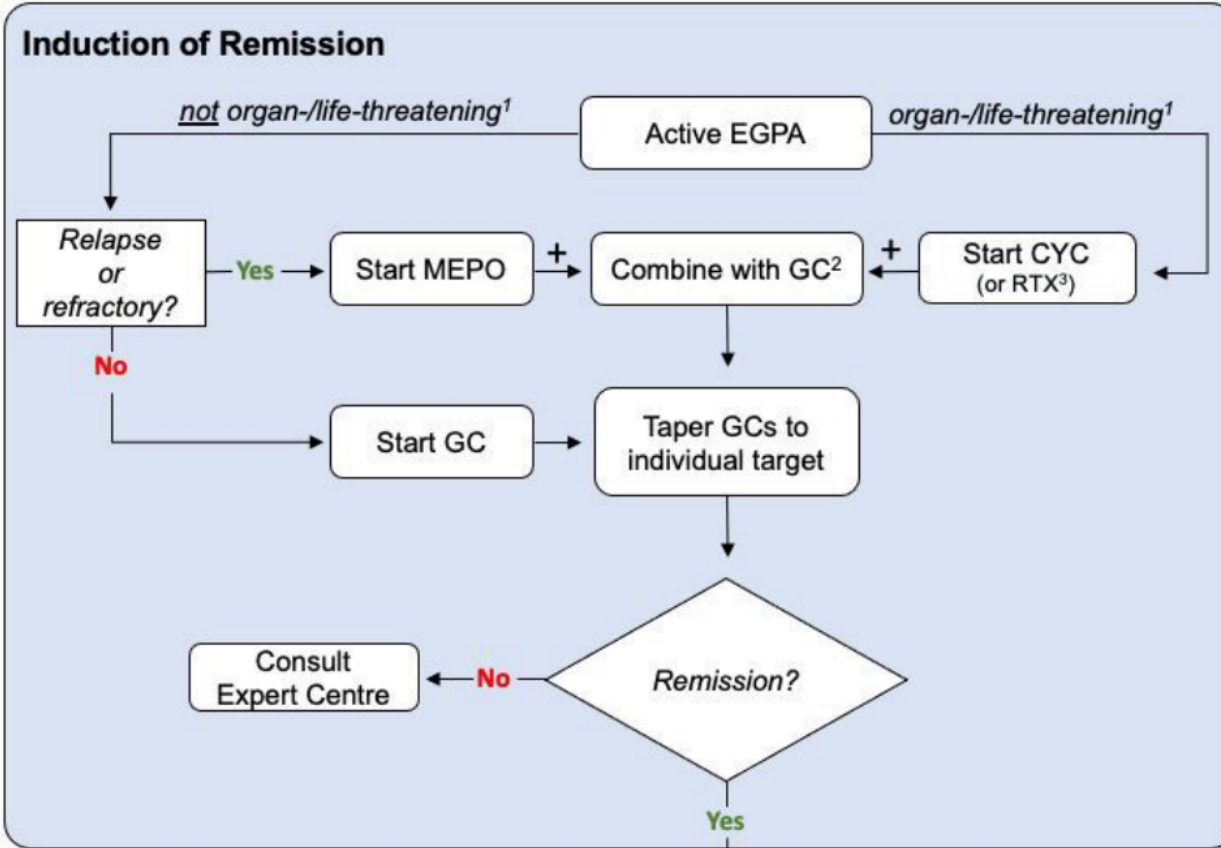 Induction of Remission
not organ-/life-threatening¹
Active EGPA
organ-/life-threatening¹
Relapse
or
refractory?
Yes
Start MEPO
+
Combine with GC²
+
Start CYC
(or RTX³)
No
Start GC
Taper GCs to
individual target
Consult
Expert Centre
No
Remission?
Yes